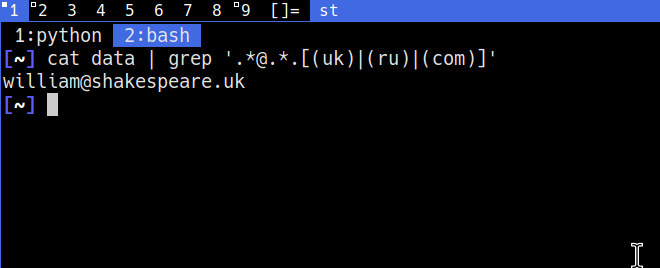 1 2 3 4 5 6 7 8 9 []= st
1:python 2:bash
[~] cat data | grep '.*@.*.[(uk)|(ru)|(com)]'
william@shakespeare.uk
[~]